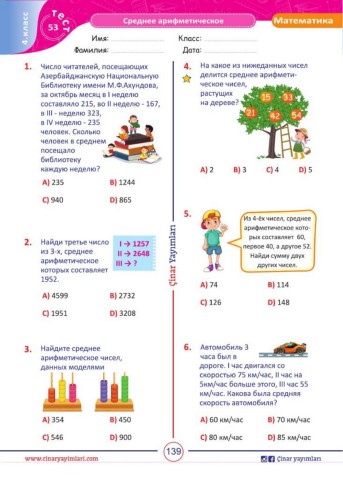 4. класс
тест
53
Среднее арифметическое
Математика
Имя:
Класс:
Фамилия:
Дата:
1.
Число читателей, посещающих
Азербайджанскую Национальную
Библиотеку имени М.Ф.Ахундова,
за октябрь месяц в I неделю
составляло 215, во II неделю - 167,
в III - неделю 323,
в IV неделю - 235
человек. Сколько
человек в среднем
посещало
библиотеку
каждую неделю?
A) 235
B) 1244
C) 940
D) 865
2.
Найди третье число
из 3-х, среднее
арифметическое
которых составляет
1952.
I → 1257
II → 2648
III → ?
A) 4599
B) 2732
C) 1951
D) 3208
3.
Найдите среднее
арифметическое чисел,
данных моделями
A) 354
B) 450
C) 546
D) 900
Çinar Yayımları
4.
На какое из нижеданных чисел
делится среднее арифмети-
ческое чисел,
растущих
на дереве?
15
33
21
42
54
A) 2
B) 3
C) 4
D) 5
5.
Из 4-ёх чисел, среднее
арифметическое кото-
рых составляет 60,
первое 40, а другое 52.
Найди сумму двух
других чисел.
A) 74
B) 114
C) 126
D) 148
6.
Автомобиль 3
часа был в
дороге. I час двигался со
скоростью 75 км/час, II час на
5км/час больше этого, III час 55
км/час. Какова была средняя
скорость автомобиля?
A) 60 км/час
B) 70 км/час
C) 80 км/час
D) 85 км/час
www.cinaryayimlari.com
139
Çinar yayımları